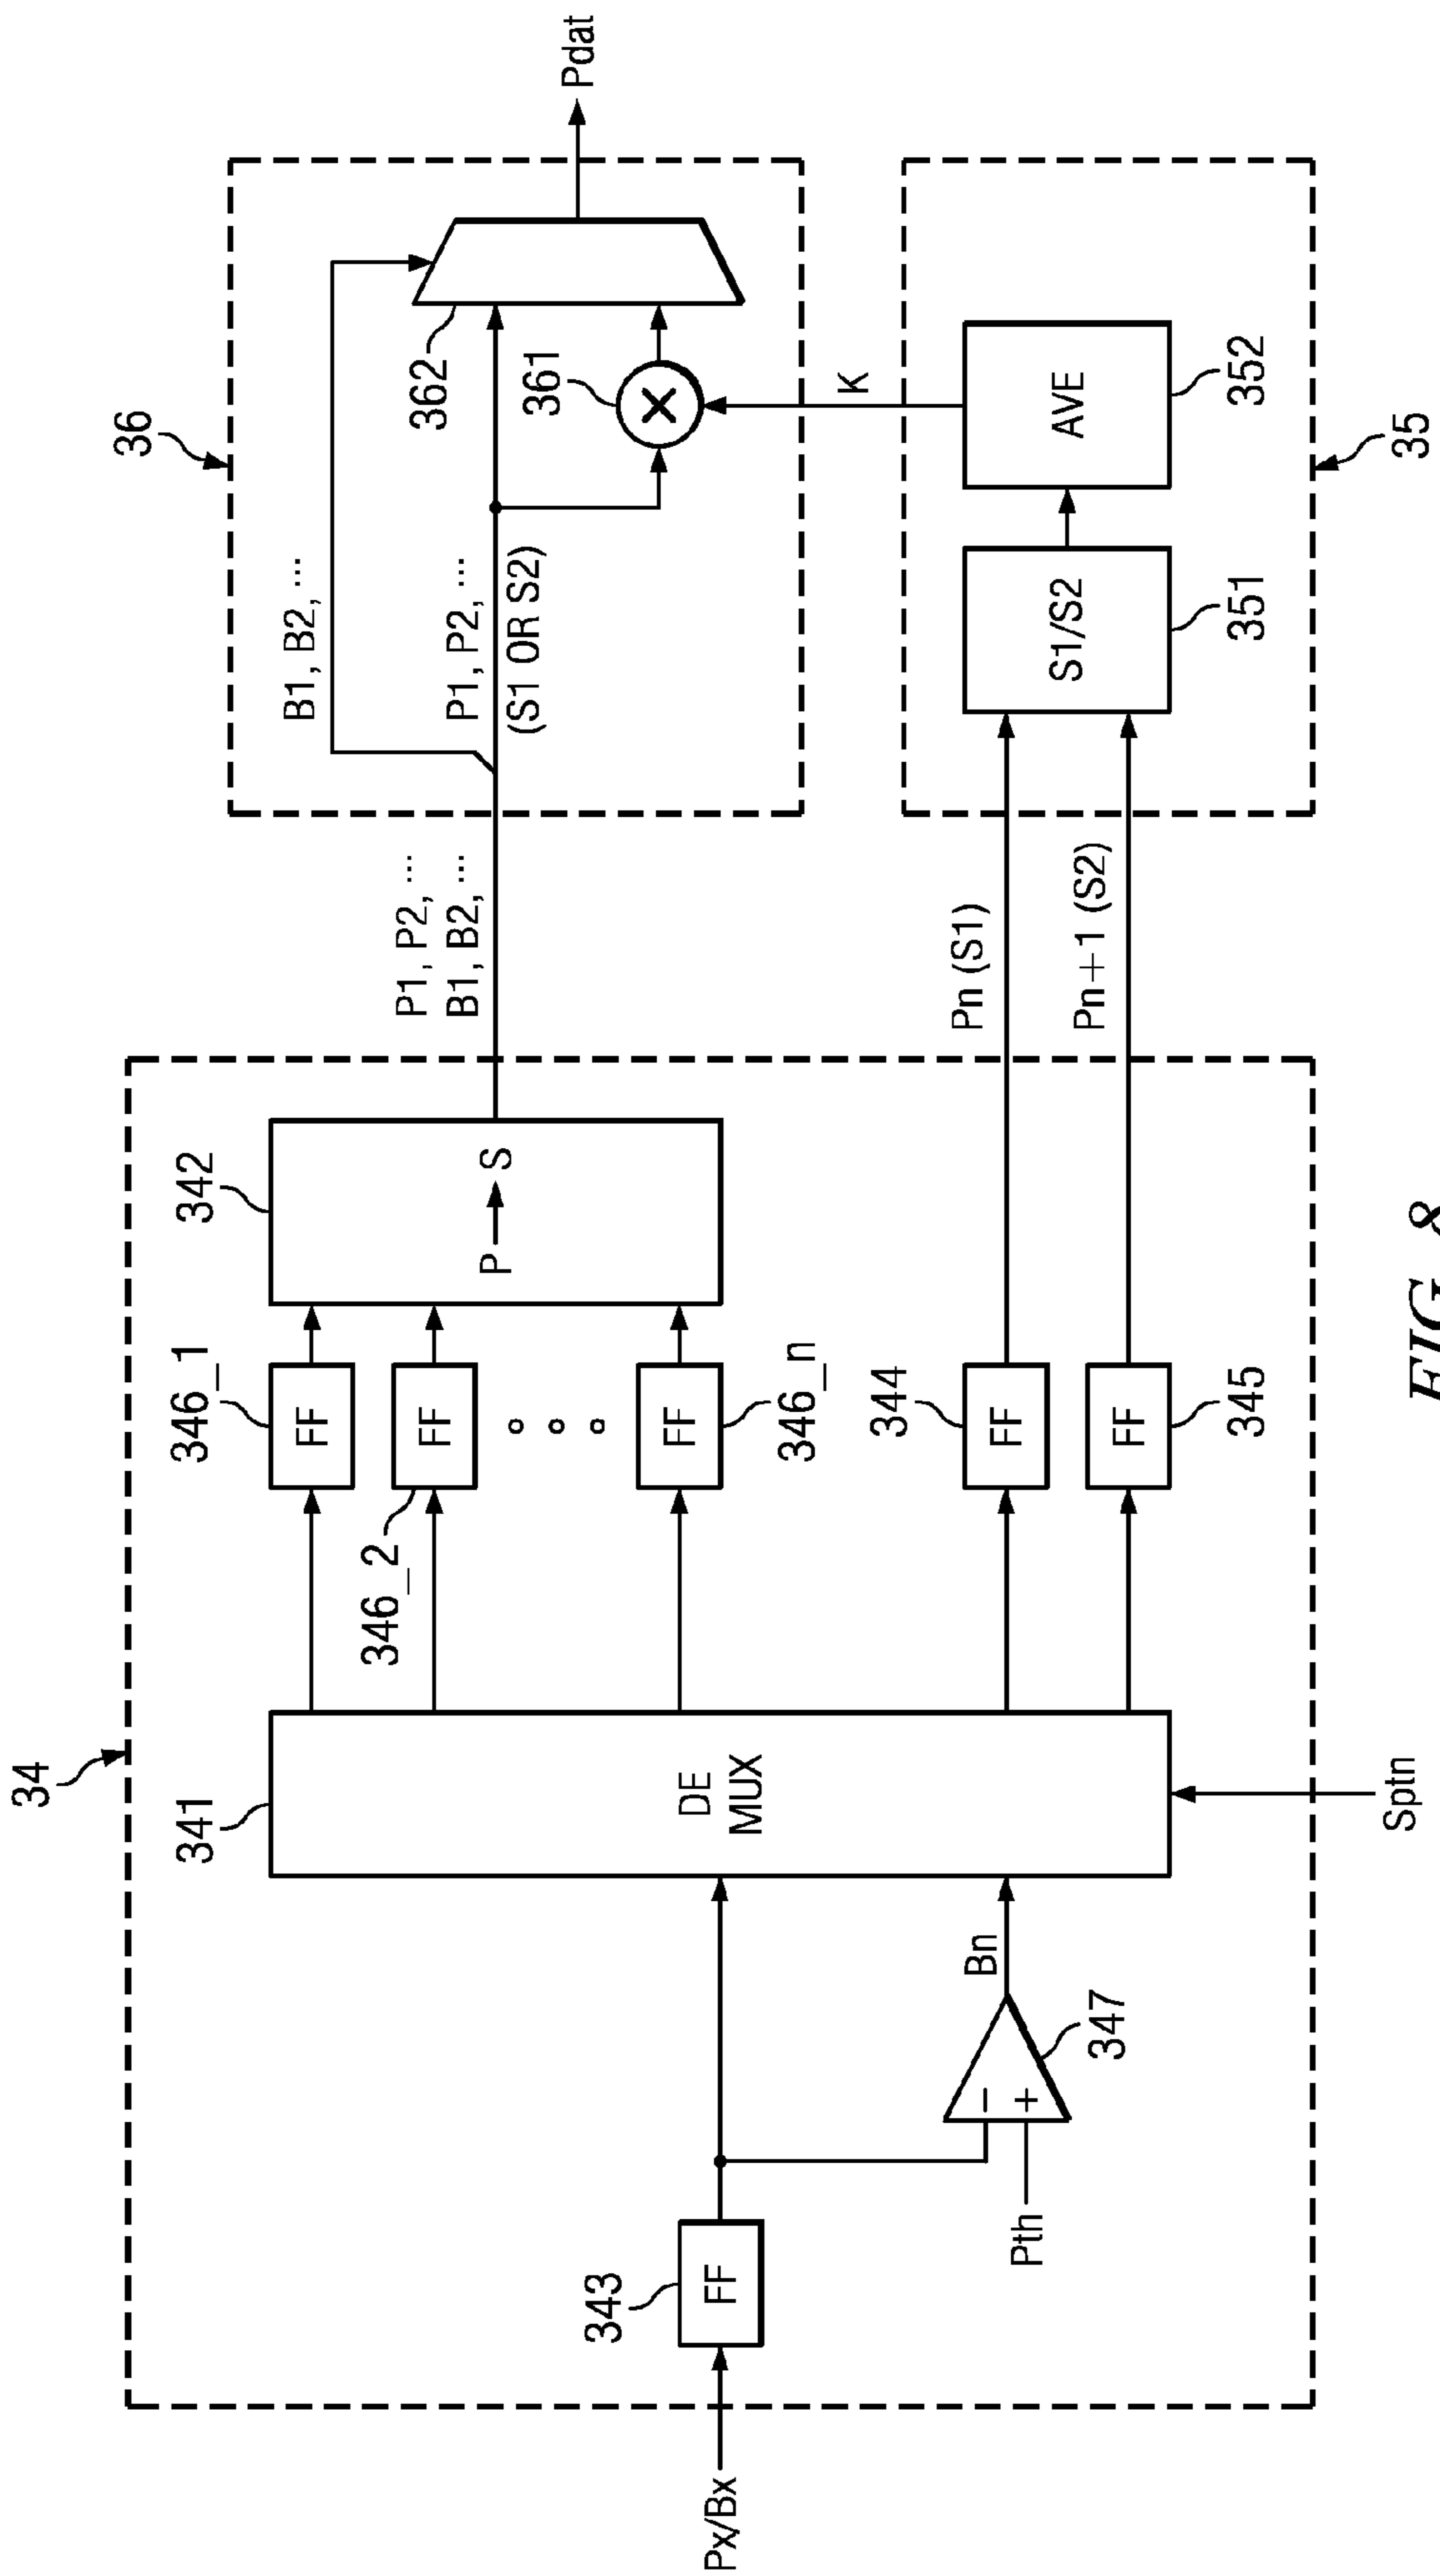 34
341
DE
MUX
Px/Bx
343
FF
Pth
−
+
347
Bn
Sptn
346_1
FF
346_2
FF
FF
346_n
344
FF
FF
345
342
P
S
P1, P2, ...
B1, B2, ...
Pn (S1)
Pn+1 (S2)
36
B1, B2, ...
P1, P2, ...
(S1 OR S2)
362
361
×
Pdat
K
S1/S2
351
AVE
352
35
FIG. 8